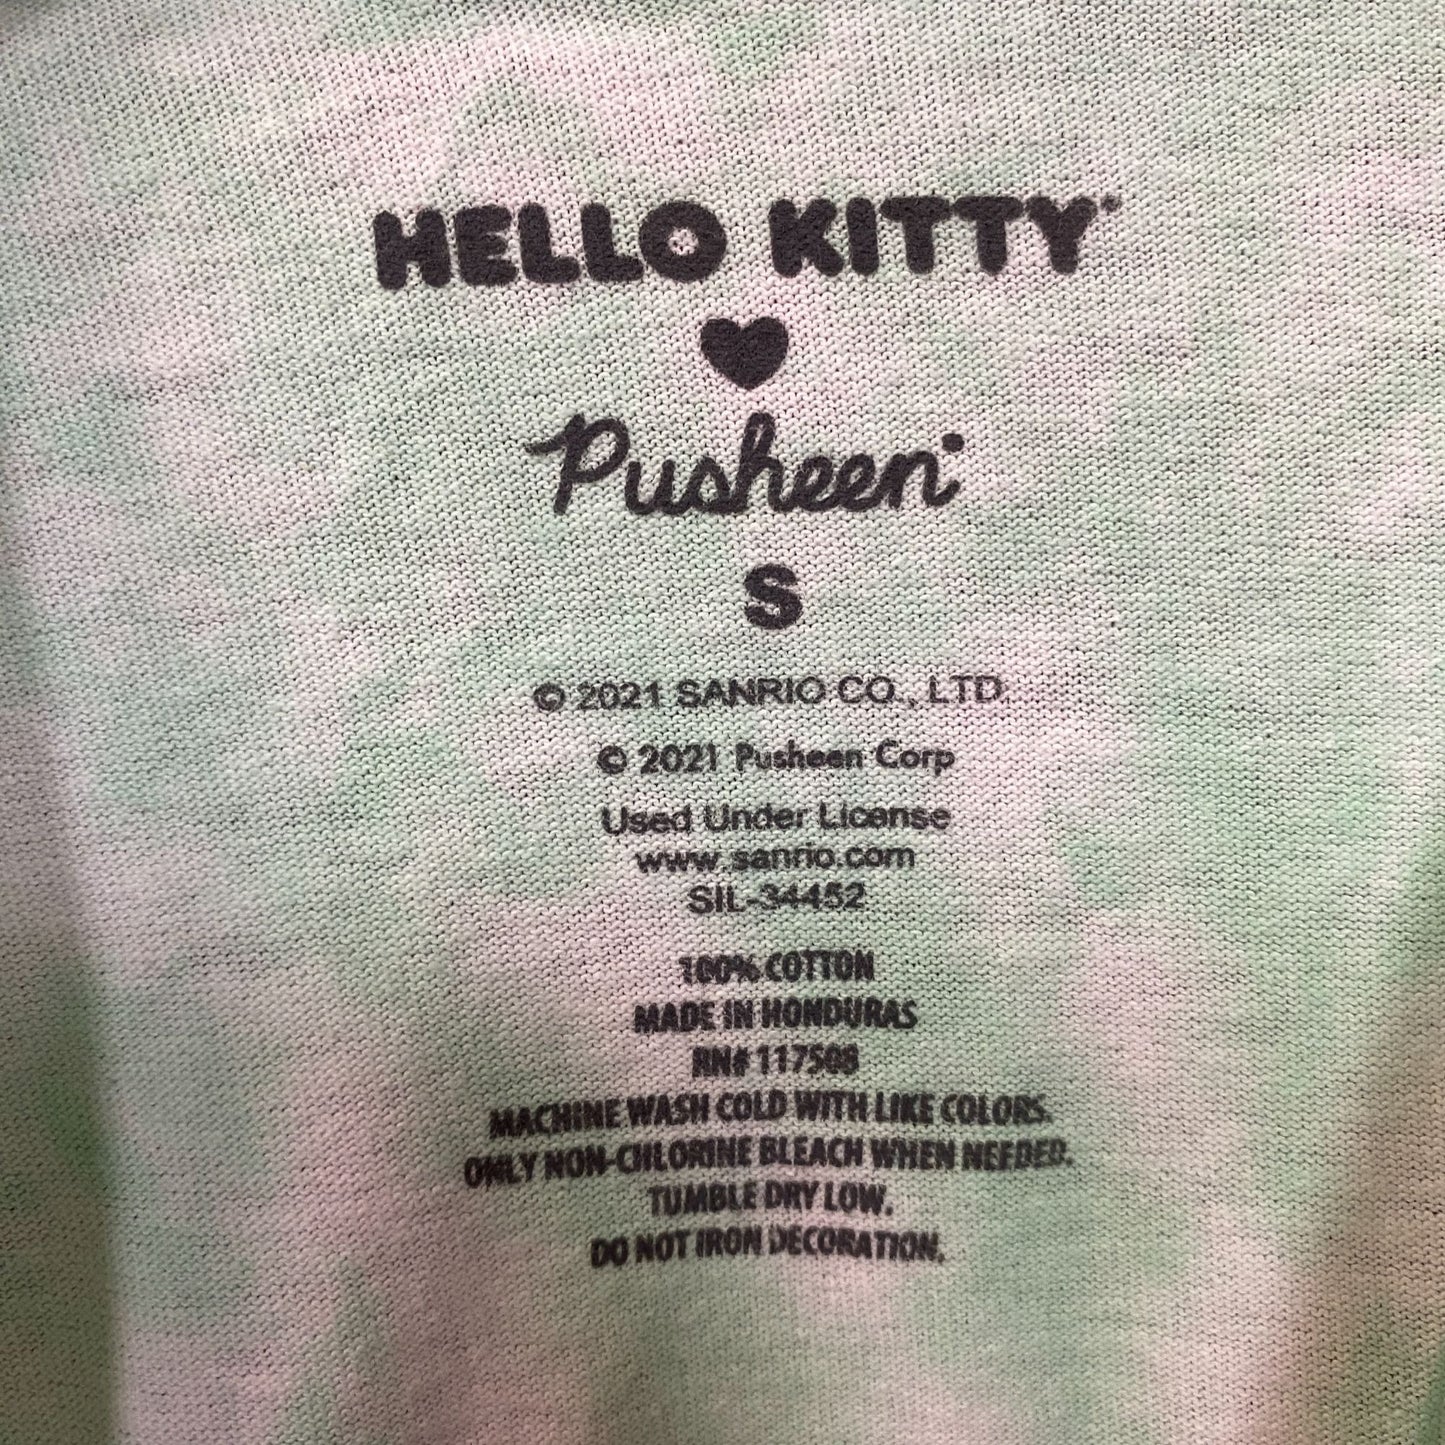 HELLO KITTY
Pusheen
S
© 2021 SANRIO CO., LTD
© 2021 Pusheen Corp
Used Under License
www.sanrio.com
SIL-34452
100% COTTON
MADE IN HONDURAS
RN# 117508
MACHINE WASH COLD WITH LIKE COLORS.
ONLY NON-CHLORINE BLEACH WHEN NEEDED.
TUMBLE DRY LOW.
DO NOT IRON DECORATION.